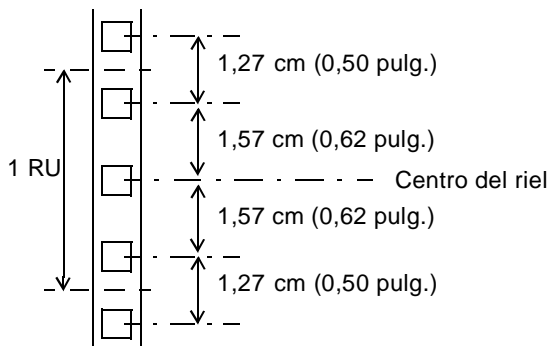 1,27 cm (0,50 pulg.)
1,57 cm (0,62 pulg.)
1 RU
Centro del riel
1,57 cm (0,62 pulg.)
1,27 cm (0,50 pulg.)